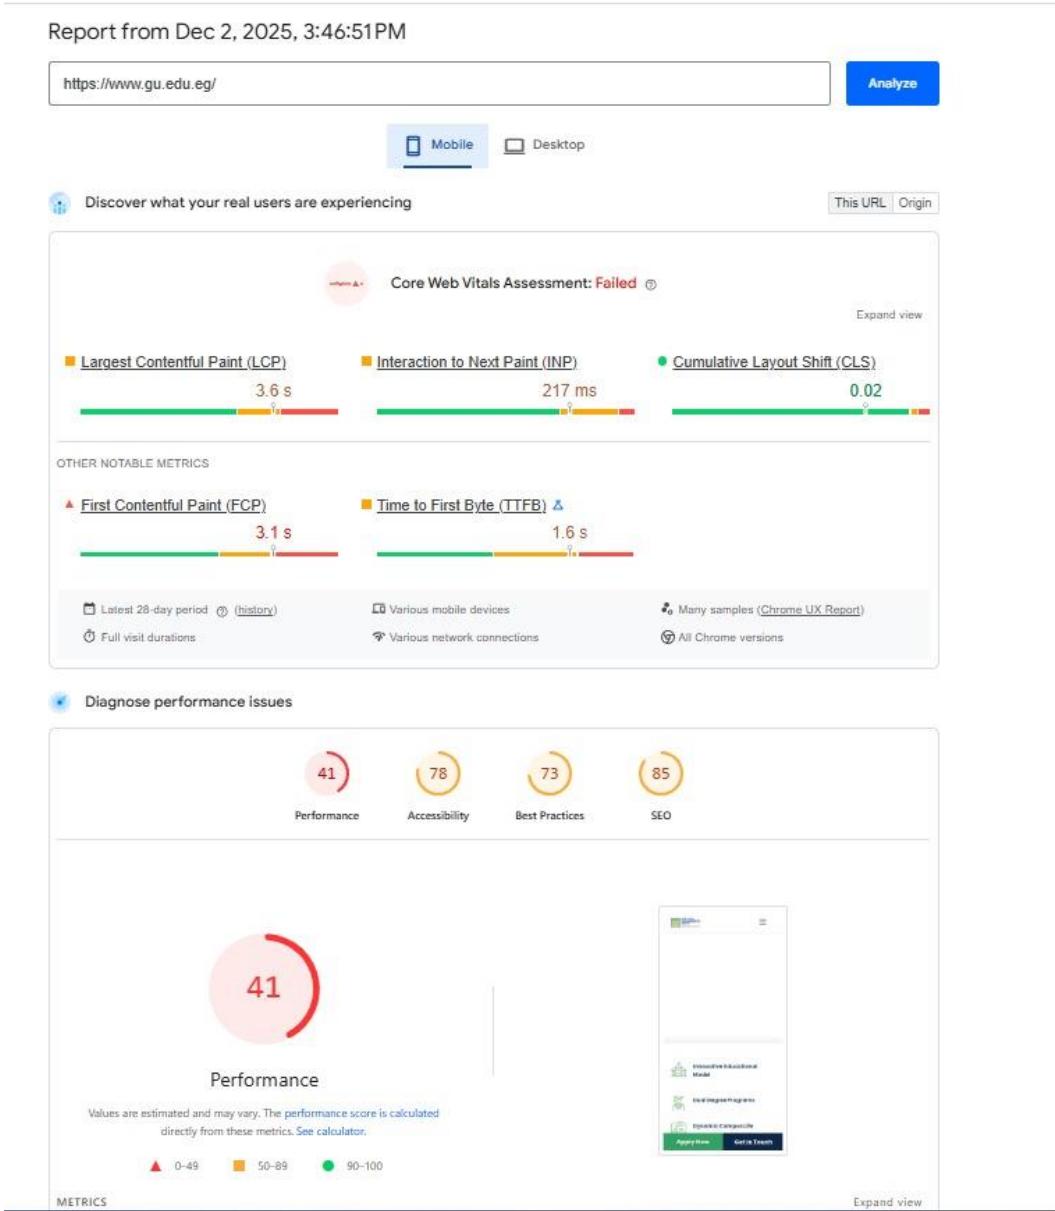 Report from Dec 2, 2025, 3:46:51 PM
https://www.gu.edu.eg/
Analyze
Mobile Desktop
Discover what your real users are experiencing
This URL Origin
Core Web Vitals Assessment: Failed
Expand view
Largest Contentful Paint (LCP) Interaction to Next Paint (INP) Cumulative Layout Shift (CLS)
3.6 s 217 ms 0.02
OTHER NOTABLE METRICS
First Contentful Paint (FCP) Time to First Byte (TTFB)
3.1 s 1.6 s
Latest 28-day period (history) Various mobile devices Many samples (Chrome UX Report)
Full visit durations Various network connections All Chrome versions
Diagnose performance issues
41 78 73 85
Performance Accessibility Best Practices SEO
41
Performance
Values are estimated and may vary. The performance score is calculated
directly from these metrics. See calculator.
0–49 50–89 90–100
Innovative Educational
Model
Dual Degree Programs
Dynamic Campus Life
Apply Now Get in Touch
METRICS Expand view